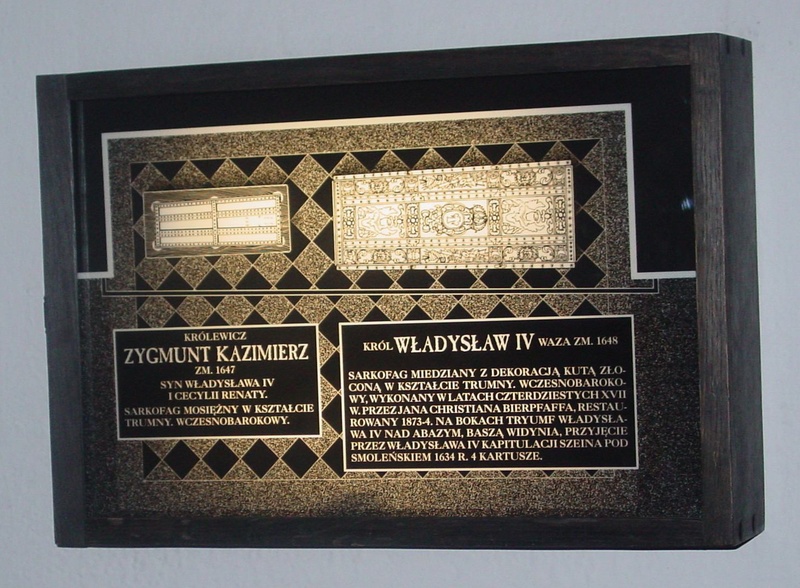 KRÓLEWICZ
ZYGMUNT KAZIMIERZ
ZM. 1647
SYN WŁADYSŁAWA IV
I CECYLII RENATY.
SARKOFAG MOSIĘŻNY W KSZTAŁCIE
TRUMNY. WCZESNOBAROKOWY.
KRÓL WŁADYSŁAW IV WAZA ZM. 1648
SARKOFAG MIEDZIANY Z DEKORACJĄ KUTĄ ZŁO-
CONĄ W KSZTAŁCIE TRUMNY. WCZESNOBAROKO-
WY, WYKONANY W LATACH CZTERDZIESTYCH XVII
W. PRZEZ JANA CHRISTIANA BIERPFAFFA, RESTAU-
ROWANY 1873-4. NA BOKACH TRYUMF WŁADYSŁA-
WA IV NAD ABAZYM, BASZĄ WIDYNIA, PRZYJĘCIE
PRZEZ WŁADYSŁAWA IV KAPITULACJI SZEINA POD
SMOLEŃSKIEM 1634 R. 4 KARTUSZE.